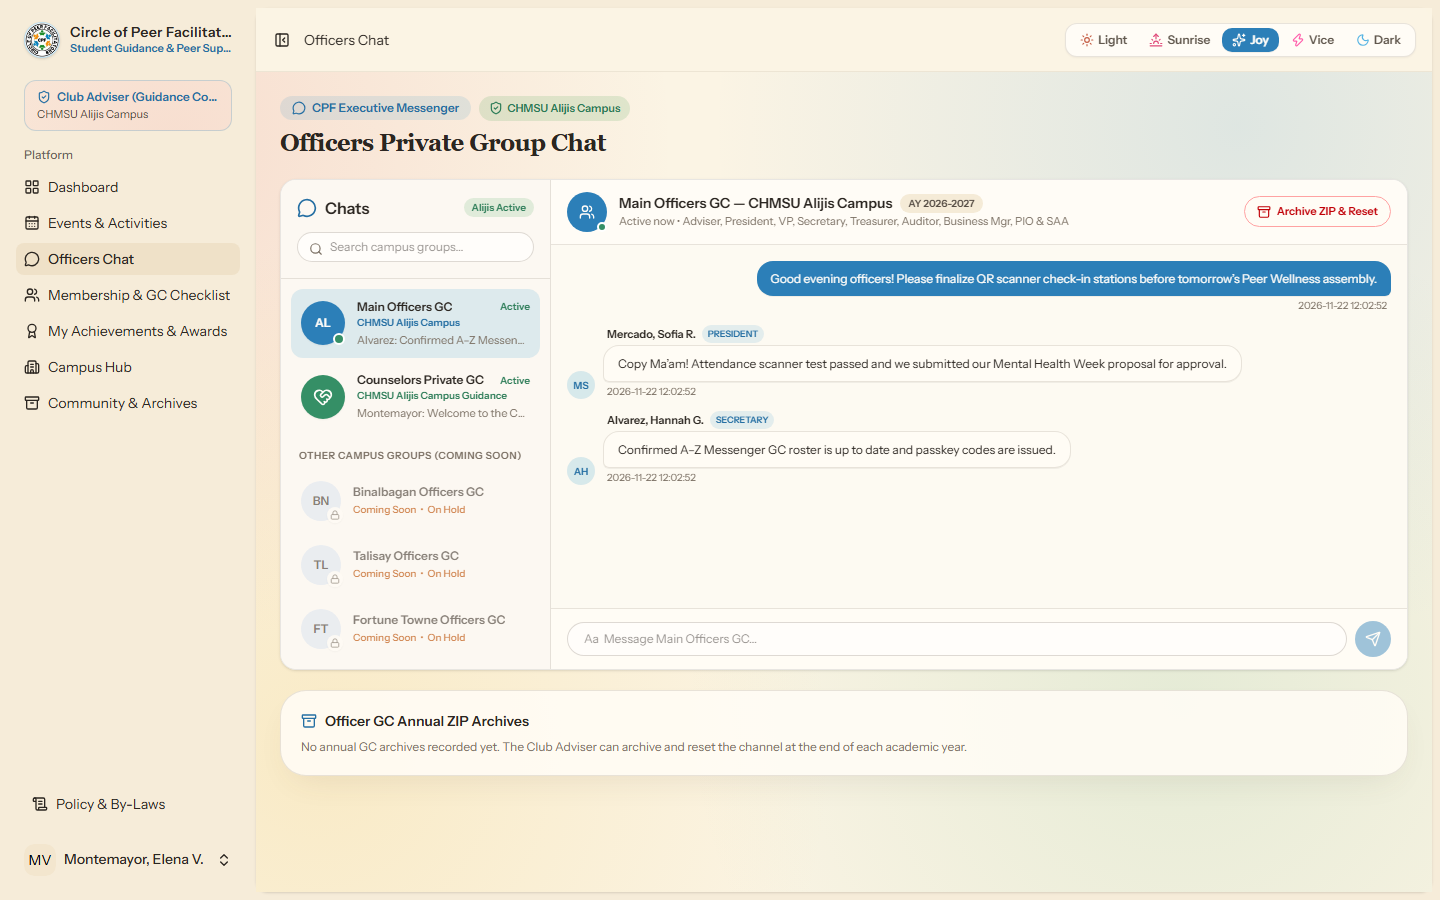 Circle of Peer Facilitat...
Student Guidance & Peer Sup...
Club Adviser (Guidance Co...
CHMSU Alijis Campus
Platform
Dashboard
Events & Activities
Officers Chat
Membership & GC Checklist
My Achievements & Awards
Campus Hub
Community & Archives
Policy & By-Laws
MV Montemayor, Elena V.
Officers Chat
Light Sunrise Joy Vice Dark
CPF Executive Messenger CHMSU Alijis Campus
Officers Private Group Chat
Chats Alijis Active
Search campus groups...
AL Main Officers GC Active
CHMSU Alijis Campus
Alvarez: Confirmed A–Z Messen...
Counselors Private GC Active
CHMSU Alijis Campus Guidance
Montemayor: Welcome to the C...
OTHER CAMPUS GROUPS (COMING SOON)
BN Binalbagan Officers GC
Coming Soon • On Hold
TL Talisay Officers GC
Coming Soon • On Hold
FT Fortune Towne Officers GC
Coming Soon • On Hold
Main Officers GC — CHMSU Alijis Campus AY 2026-2027
Active now • Adviser, President, VP, Secretary, Treasurer, Auditor, Business Mgr, PIO & SAA
Archive ZIP & Reset
Good evening officers! Please finalize QR scanner check-in stations before tomorrow's Peer Wellness assembly.
2026-11-22 12:02:52
Mercado, Sofia R. PRESIDENT
Copy Ma'am! Attendance scanner test passed and we submitted our Mental Health Week proposal for approval.
MS
2026-11-22 12:02:52
Alvarez, Hannah G. SECRETARY
Confirmed A–Z Messenger GC roster is up to date and passkey codes are issued.
AH
2026-11-22 12:02:52
Aa Message Main Officers GC...
Officer GC Annual ZIP Archives
No annual GC archives recorded yet. The Club Adviser can archive and reset the channel at the end of each academic year.